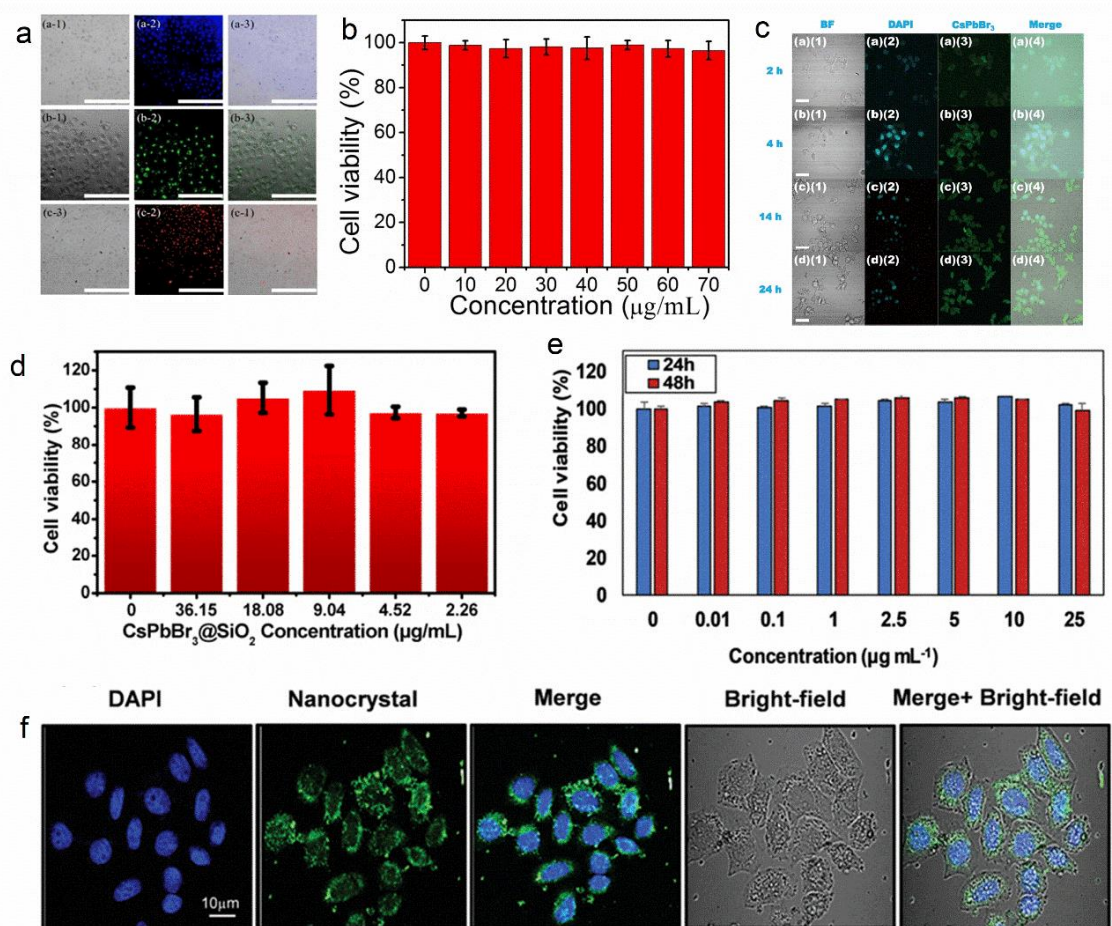 a
(a-1) (a-2) (a-3)
(b-1) (b-2) (b-3)
(c-3) (c-2) (c-1)
b
Cell viability (%)
100
80
60
40
20
0
0 10 20 30 40 50 60 70
Concentration (μg/mL)
c
BF DAPI CsPbBr₃ Merge
2 h
(a)(1) (a)(2) (a)(3) (a)(4)
4 h
(b)(1) (b)(2) (b)(3) (b)(4)
14 h
(c)(1) (c)(2) (c)(3) (c)(4)
24 h
(d)(1) (d)(2) (d)(3) (d)(4)
d
Cell viability (%)
120
100
80
60
40
20
0
0 36.15 18.08 9.04 4.52 2.26
CsPbBr₃@SiO₂ Concentration (μg/mL)
e
Cell viability (%)
120
100
80
60
40
20
0
24h
48h
0 0.01 0.1 1 2.5 5 10 25
Concentration (μg mL⁻¹)
f
DAPI Nanocrystal Merge Bright-field Merge+ Bright-field
10μm